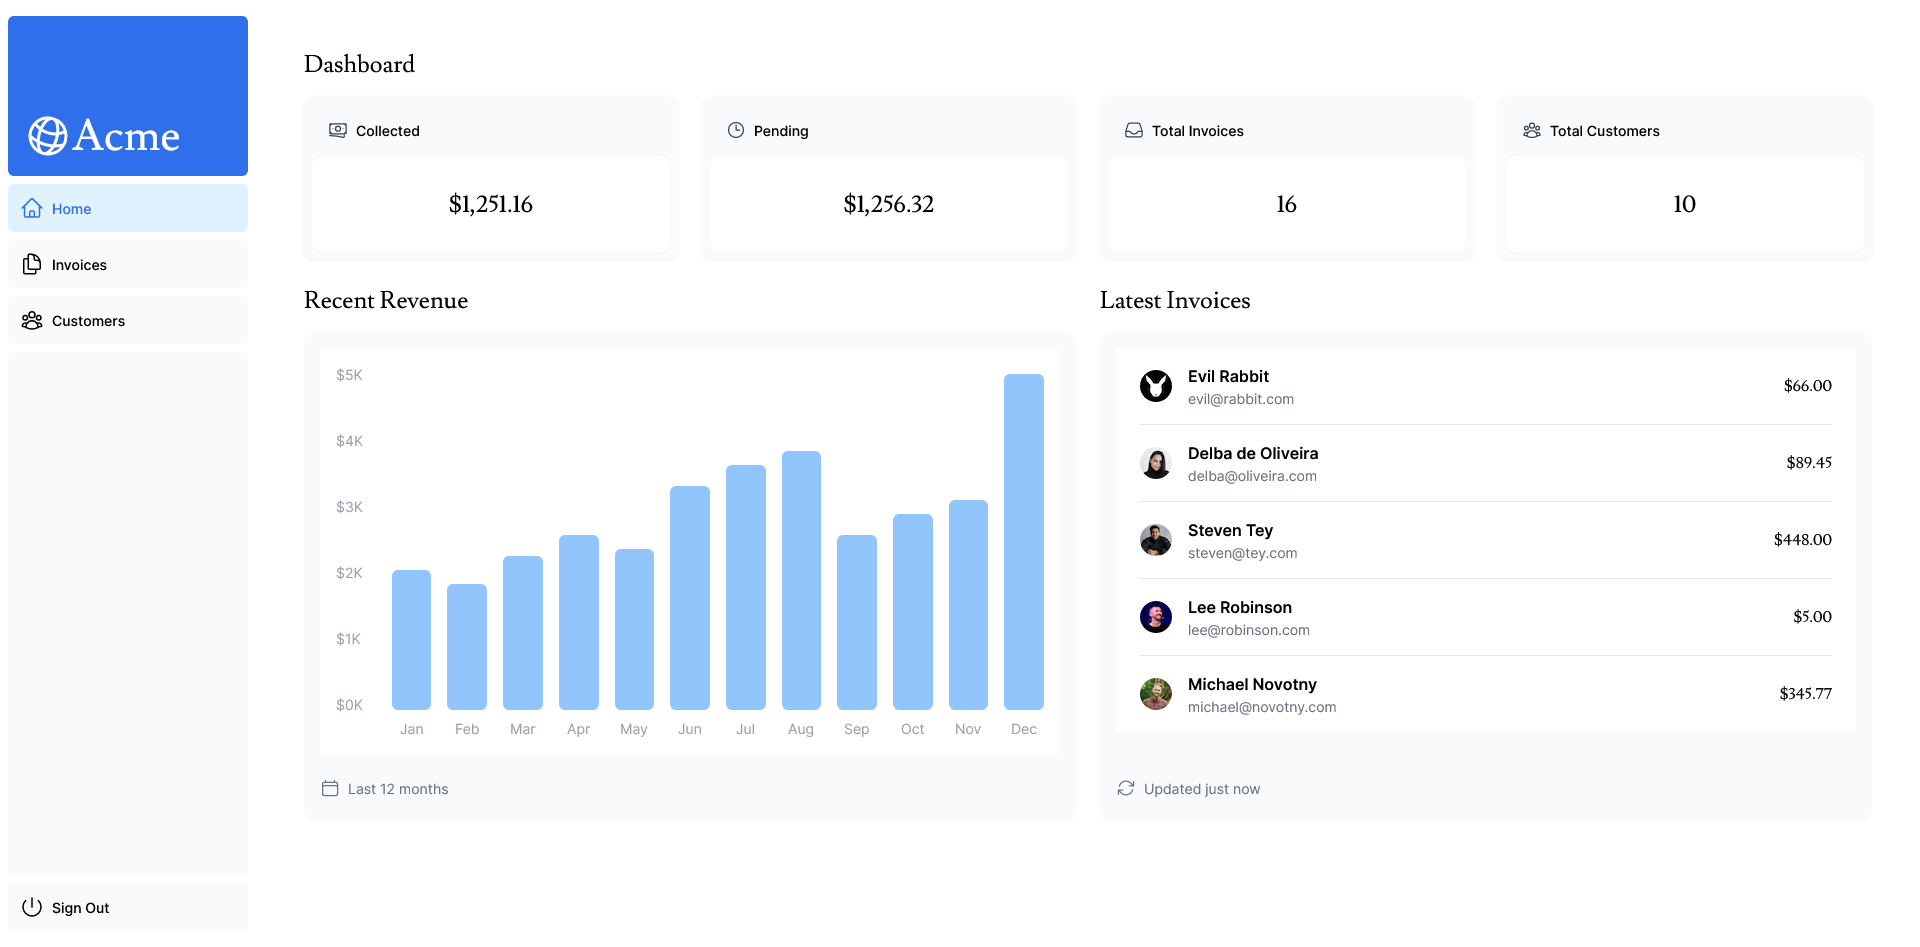 Acme
Home
Invoices
Customers
Sign Out
Dashboard
Collected
$1,251.16
Pending
$1,256.32
Total Invoices
16
Total Customers
10
Recent Revenue
$5K
$4K
$3K
$2K
$1K
$0K
Jan Feb Mar Apr May Jun Jul Aug Sep Oct Nov Dec
Last 12 months
Latest Invoices
Evil Rabbit
evil@rabbit.com
$66.00
Delba de Oliveira
delba@oliveira.com
$89.45
Steven Tey
steven@tey.com
$448.00
Lee Robinson
lee@robinson.com
$5.00
Michael Novotny
michael@novotny.com
$345.77
Updated just now